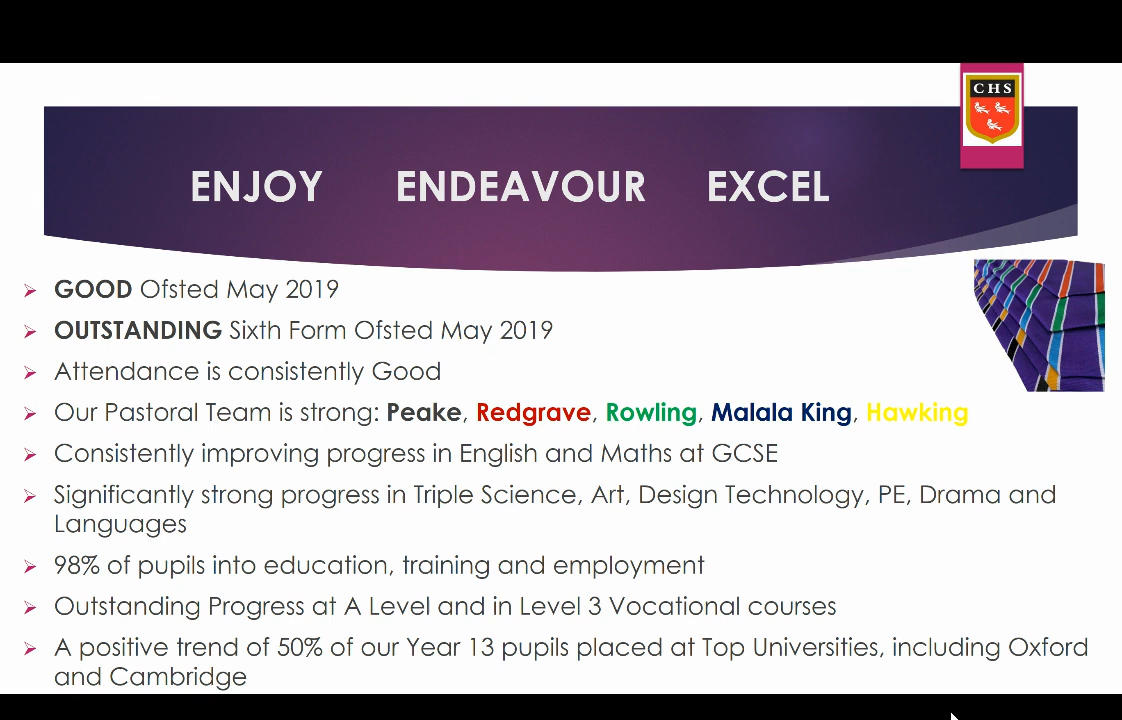 CHS
ENJOY ENDEAVOUR EXCEL
GOOD Ofsted May 2019
OUTSTANDING Sixth Form Ofsted May 2019
Attendance is consistently Good
Our Pastoral Team is strong: Peake, Redgrave, Rowling, Malala King, Hawking
Consistently improving progress in English and Maths at GCSE
Significantly strong progress in Triple Science, Art, Design Technology, PE, Drama and
Languages
98% of pupils into education, training and employment
Outstanding Progress at A Level and in Level 3 Vocational courses
A positive trend of 50% of our Year 13 pupils placed at Top Universities, including Oxford
and Cambridge